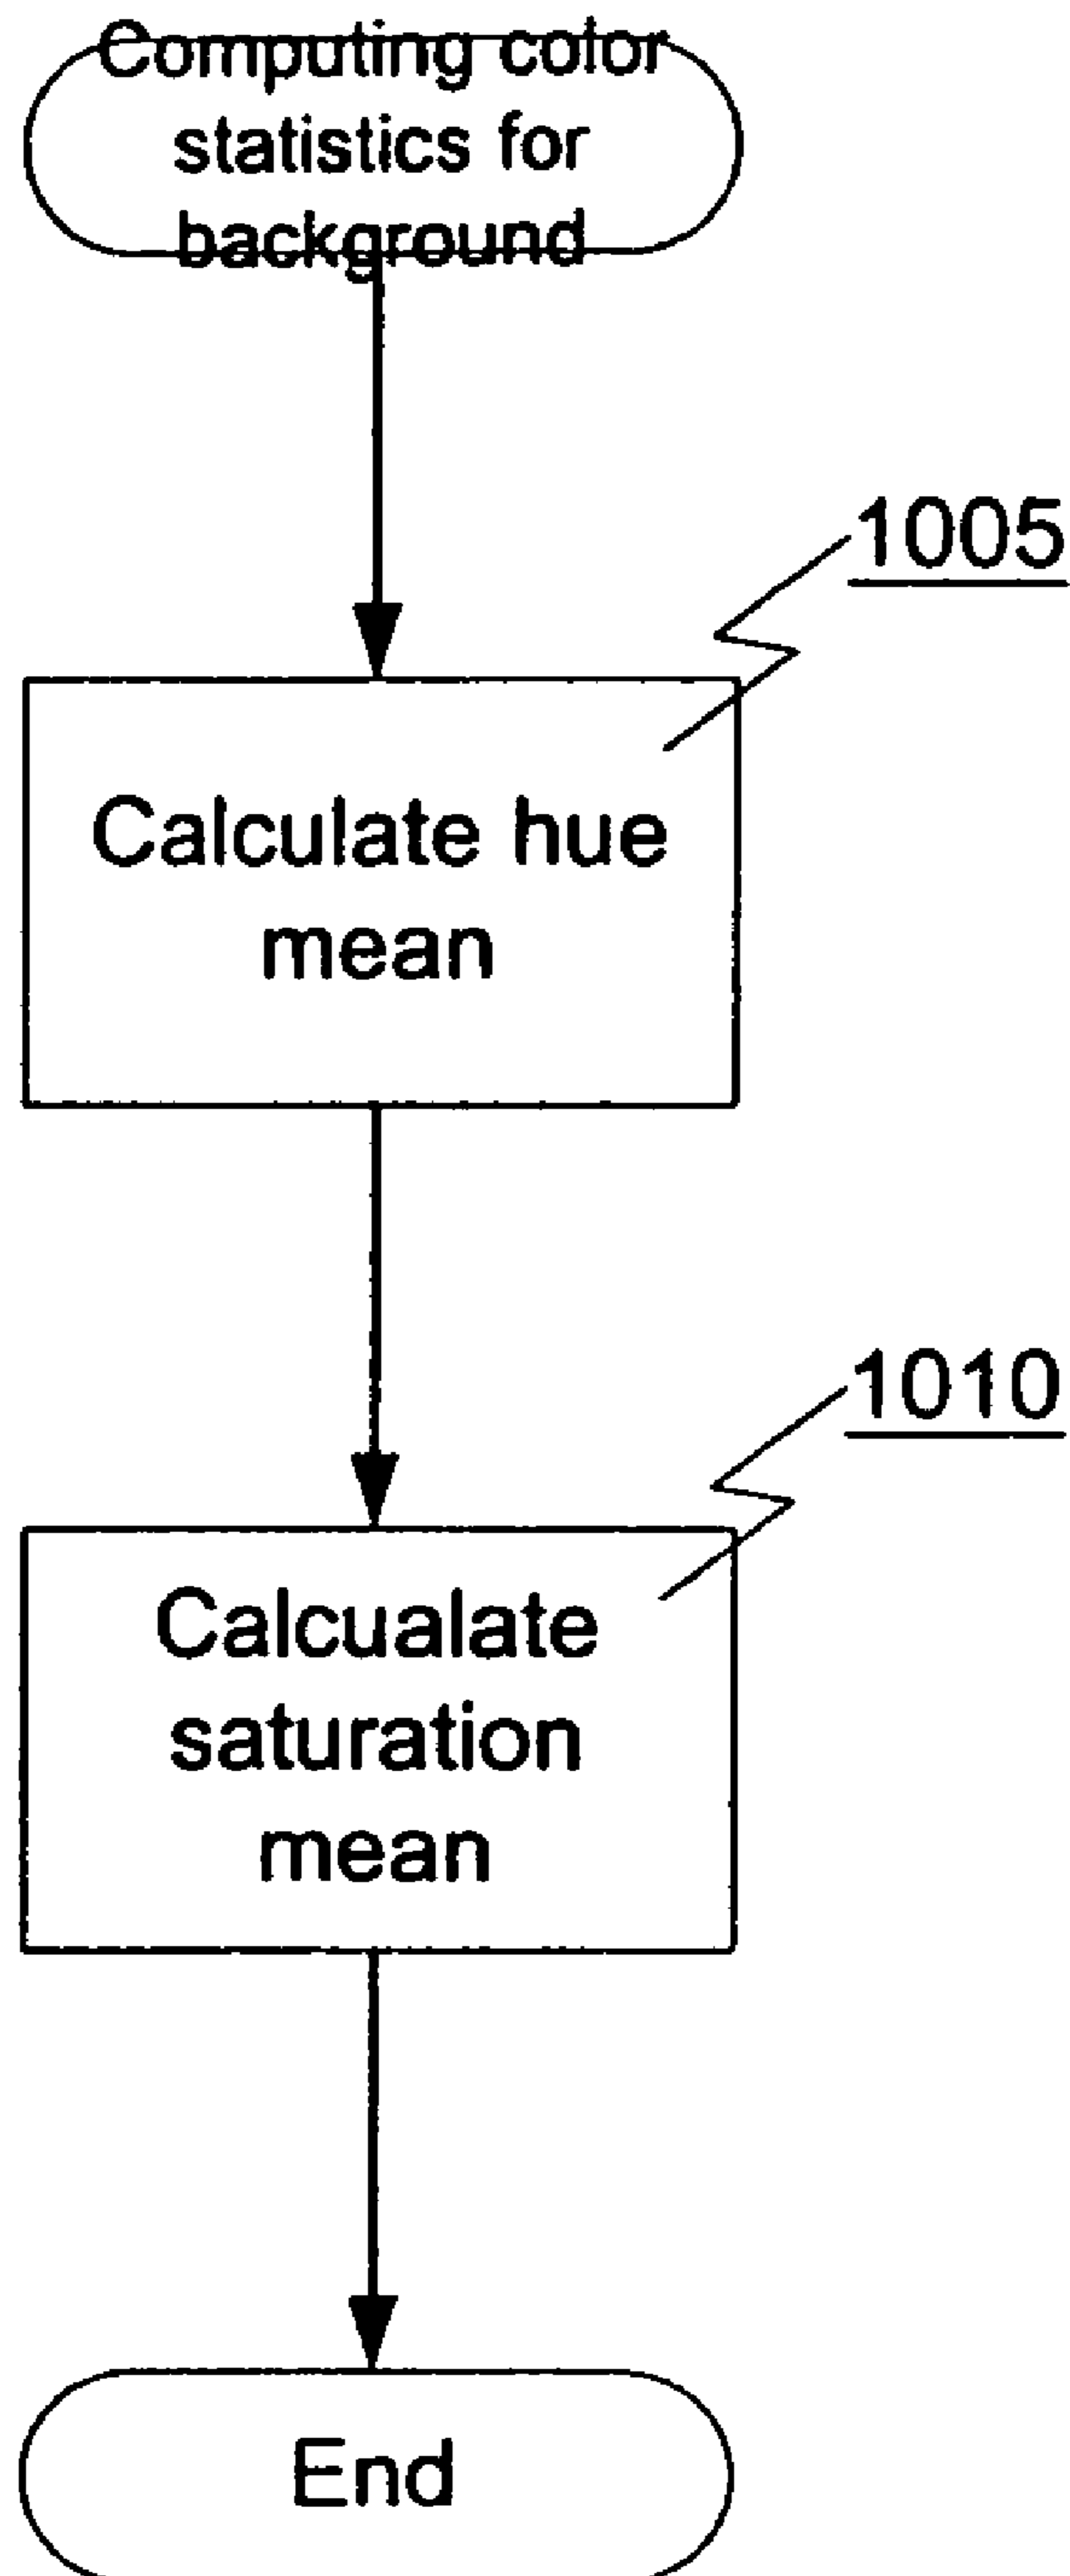 Computing color
statistics for
background
1005
Calculate hue
mean
1010
Calcualate
saturation
mean
End